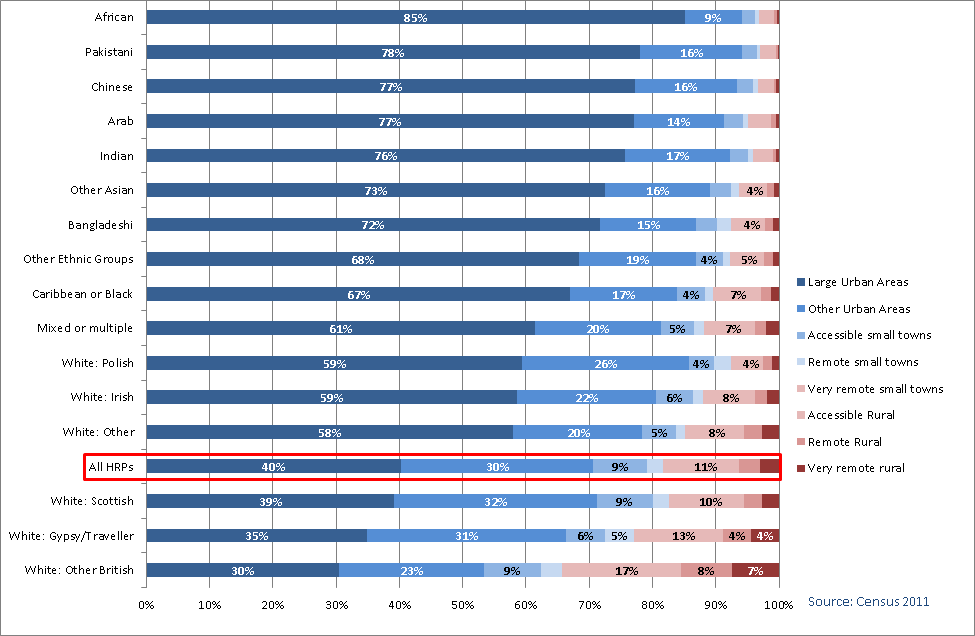 African 85% 9%
Pakistani 78% 16%
Chinese 77% 16%
Arab 77% 14%
Indian 76% 17%
Other Asian 73% 16% 4%
Bangladeshi 72% 15% 4%
Other Ethnic Groups 68% 19% 4% 5%
Caribbean or Black 67% 17% 4% 7%
Mixed or multiple 61% 20% 5% 7%
White: Polish 59% 26% 4% 4%
White: Irish 59% 22% 6% 8%
White: Other 58% 20% 5% 8%
All HRPs 40% 30% 9% 11%
White: Scottish 39% 32% 9% 10%
White: Gypsy/Traveller 35% 31% 6% 5% 13% 4% 4%
White: Other British 30% 23% 9% 17% 8% 7%
0% 10% 20% 30% 40% 50% 60% 70% 80% 90% 100%
Large Urban Areas
Other Urban Areas
Accessible small towns
Remote small towns
Very remote small towns
Accessible Rural
Remote Rural
Very remote rural
Source: Census 2011